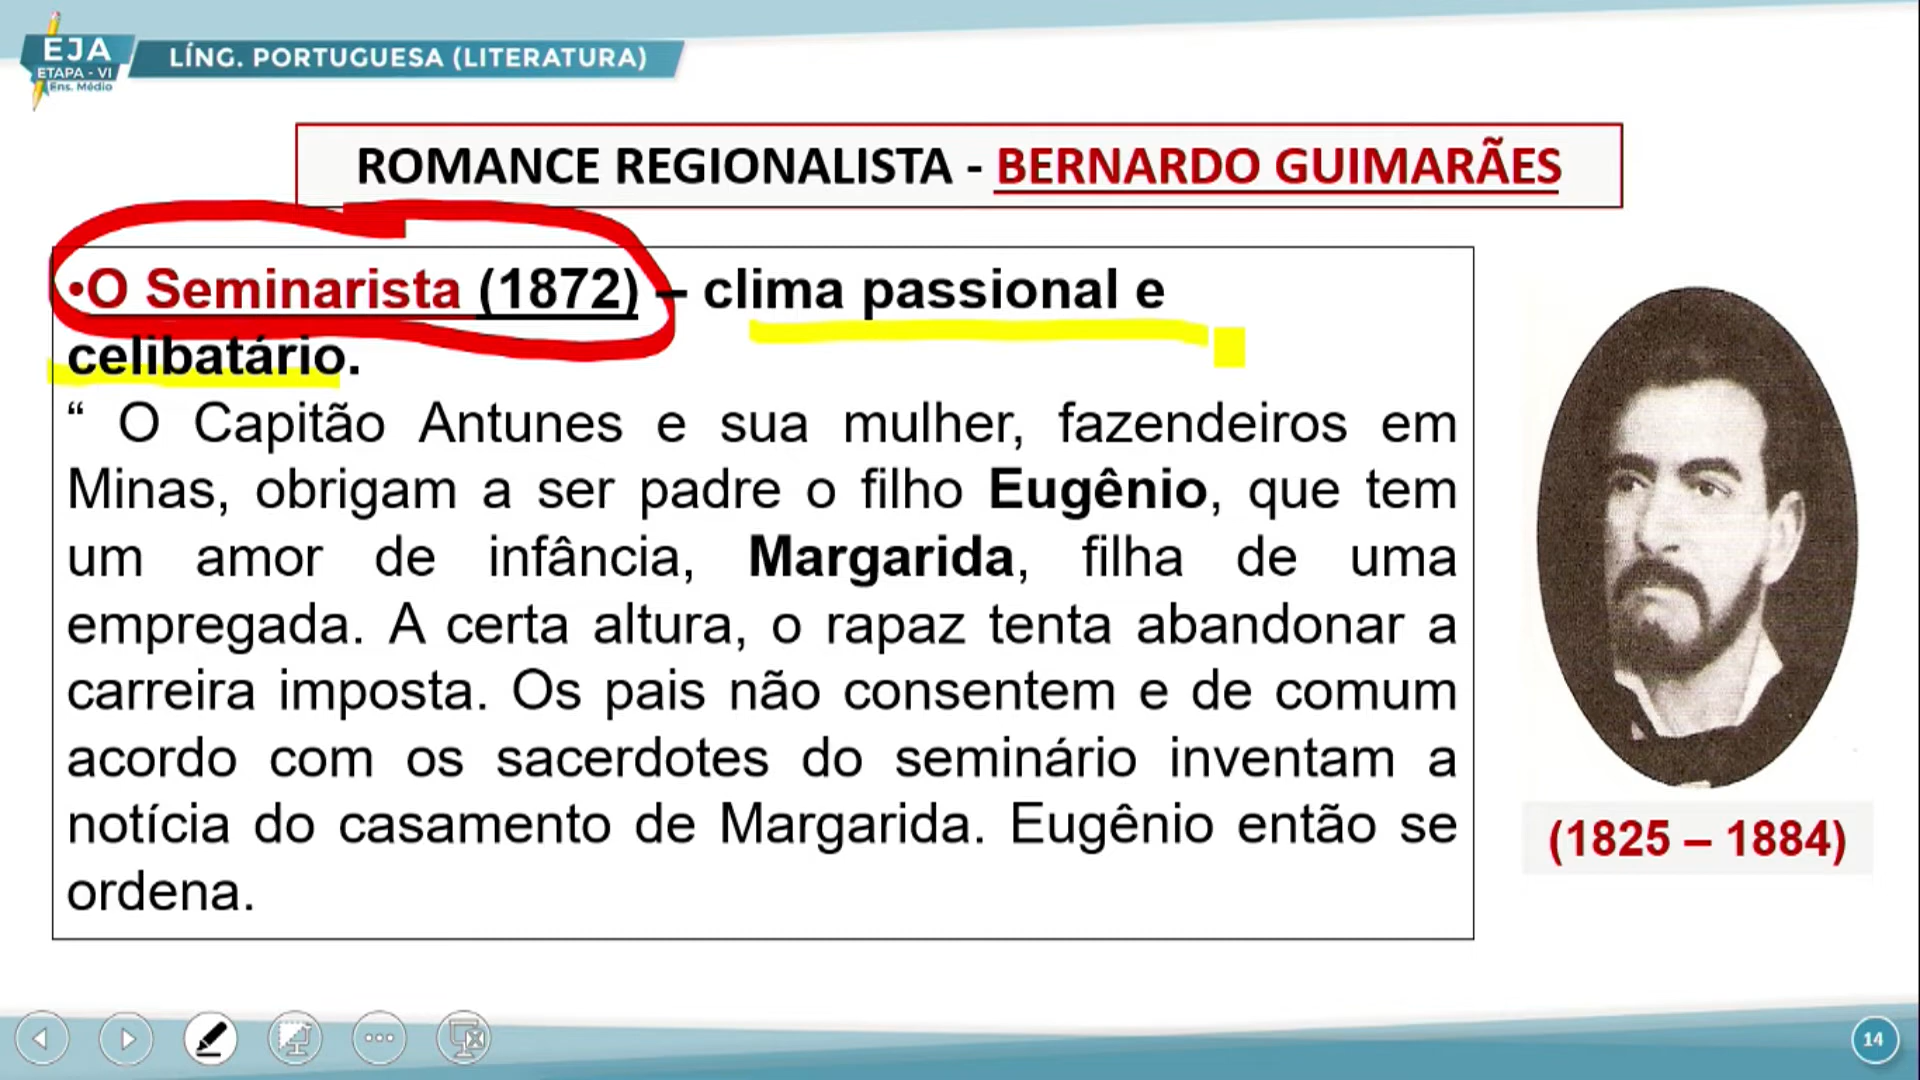 EJA
ETAPA - VI
Ens. Médio
LÍNG. PORTUGUESA (LITERATURA)
ROMANCE REGIONALISTA - BERNARDO GUIMARÃES
•O Seminarista (1872) – clima passional e
celibatário.
“ O Capitão Antunes e sua mulher, fazendeiros em
Minas, obrigam a ser padre o filho Eugênio, que tem
um amor de infância, Margarida, filha de uma
empregada. A certa altura, o rapaz tenta abandonar a
carreira imposta. Os pais não consentem e de comum
acordo com os sacerdotes do seminário inventam a
notícia do casamento de Margarida. Eugênio então se
ordena.
(1825 – 1884)
14